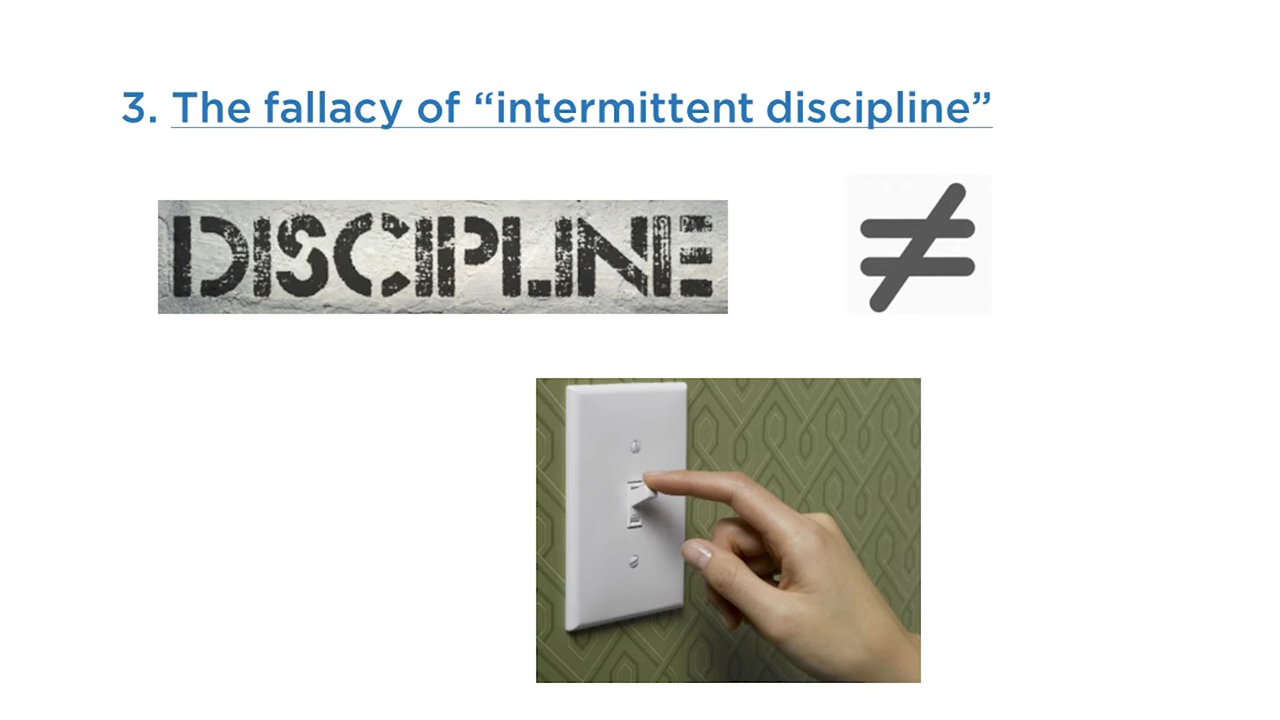 3. The fallacy of “intermittent discipline”
DISCIPLINE
≠